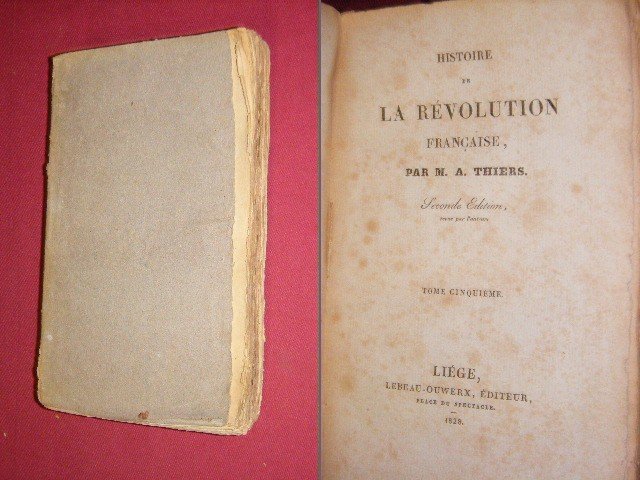 HISTOIRE
DE
LA RÉVOLUTION
FRANÇAISE,
PAR M. A. THIERS.
Seconde Édition,
revue par l'auteur
TOME CINQUIÈME.
LIÉGE,
LEBEAU-OUWERX, ÉDITEUR,
PLACE DU SPECTACLE.
1829.